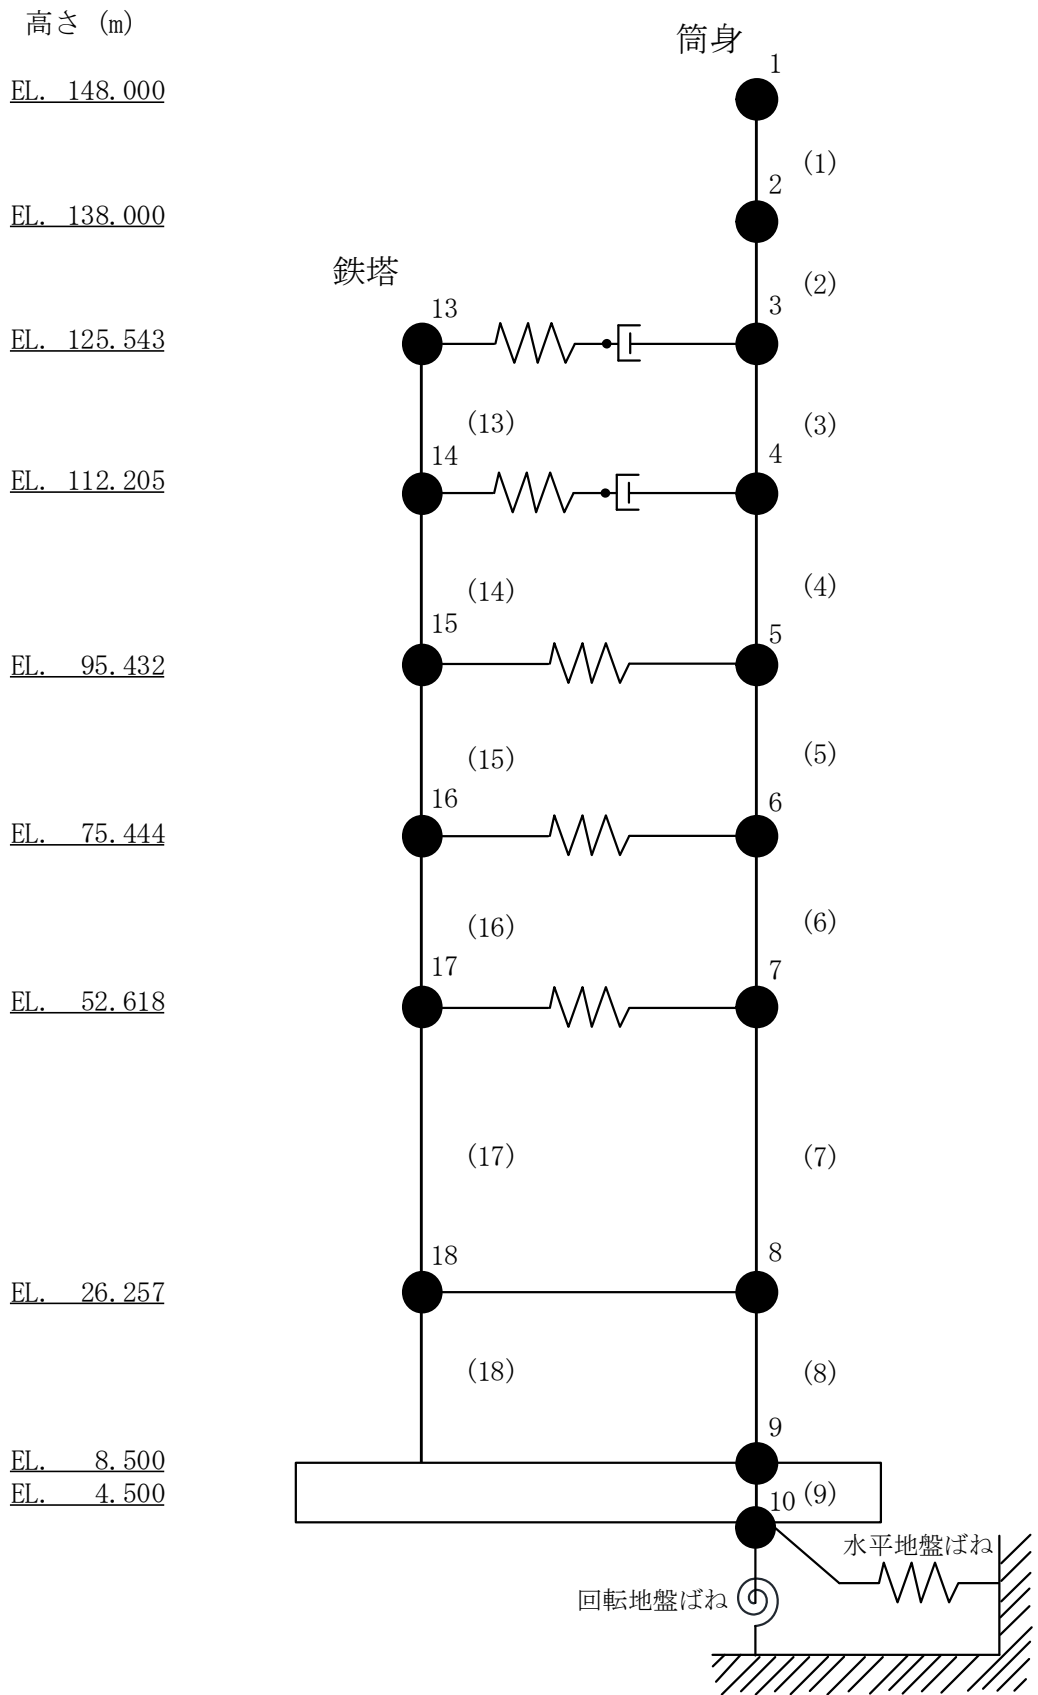 高さ (m)
筒身
1
EL. 148.000
(1)
2
EL. 138.000
(2)
鉄塔
13
3
EL. 125.543
(13)
(3)
14
4
EL. 112.205
(14)
(4)
15
5
EL. 95.432
(15)
(5)
16
6
EL. 75.444
(16)
(6)
17
7
EL. 52.618
(17)
(7)
18
8
EL. 26.257
(18)
(8)
9
EL. 8.500
EL. 4.500
10
(9)
水平地盤ばね
回転地盤ばね